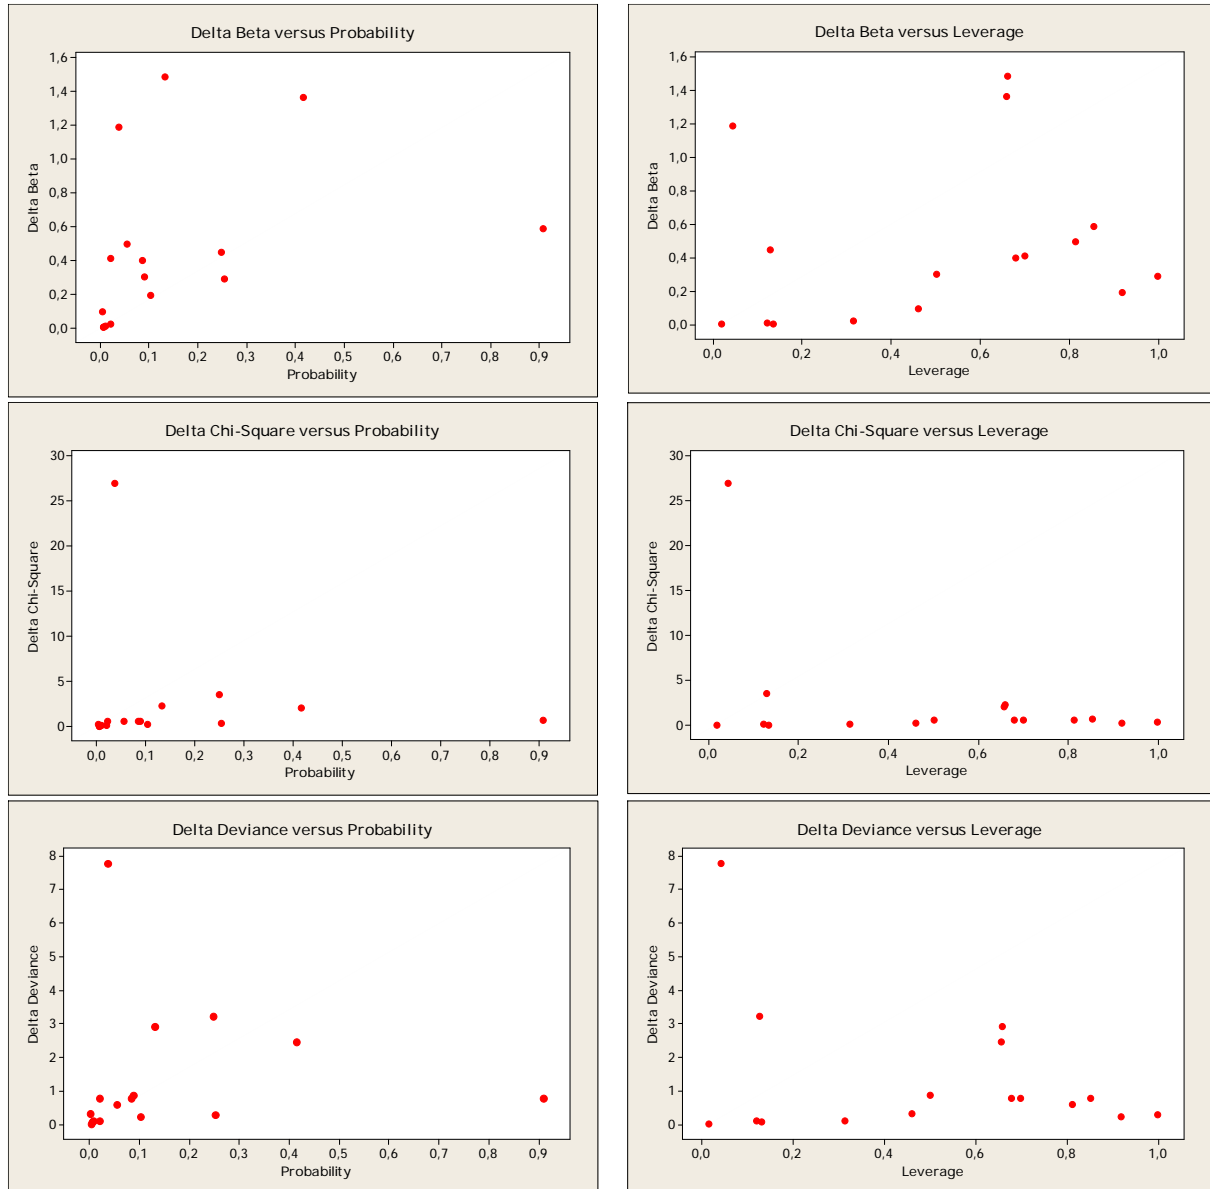 Delta Beta versus Probability
1,6
1,4
1,2
1,0
0,8
0,6
0,4
0,2
0,0
Delta Beta
0,0 0,1 0,2 0,3 0,4 0,5 0,6 0,7 0,8 0,9
Probability
Delta Beta versus Leverage
1,6
1,4
1,2
1,0
0,8
0,6
0,4
0,2
0,0
Delta Beta
0,0 0,2 0,4 0,6 0,8 1,0
Leverage
Delta Chi-Square versus Probability
30
25
20
15
10
5
0
Delta Chi-Square
0,0 0,1 0,2 0,3 0,4 0,5 0,6 0,7 0,8 0,9
Probability
Delta Chi-Square versus Leverage
30
25
20
15
10
5
0
Delta Chi-Square
0,0 0,2 0,4 0,6 0,8 1,0
Leverage
Delta Deviance versus Probability
8
7
6
5
4
3
2
1
0
Delta Deviance
0,0 0,1 0,2 0,3 0,4 0,5 0,6 0,7 0,8 0,9
Probability
Delta Deviance versus Leverage
8
7
6
5
4
3
2
1
0
Delta Deviance
0,0 0,2 0,4 0,6 0,8 1,0
Leverage